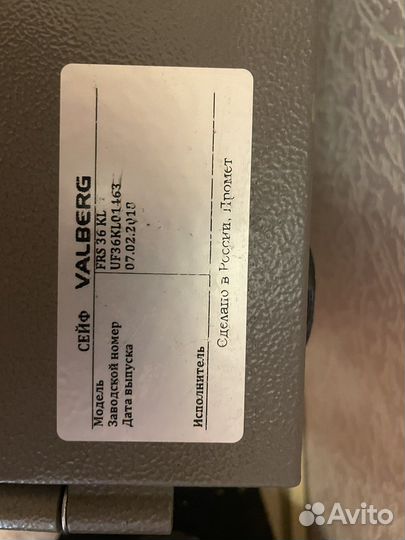 СЕЙФ VALBERG
Модель FRS 36 KL
Заводской номер UF36KL01463
Дата выпуска 07.02.2018
Исполнитель
Сделано в России, Промет
Avito